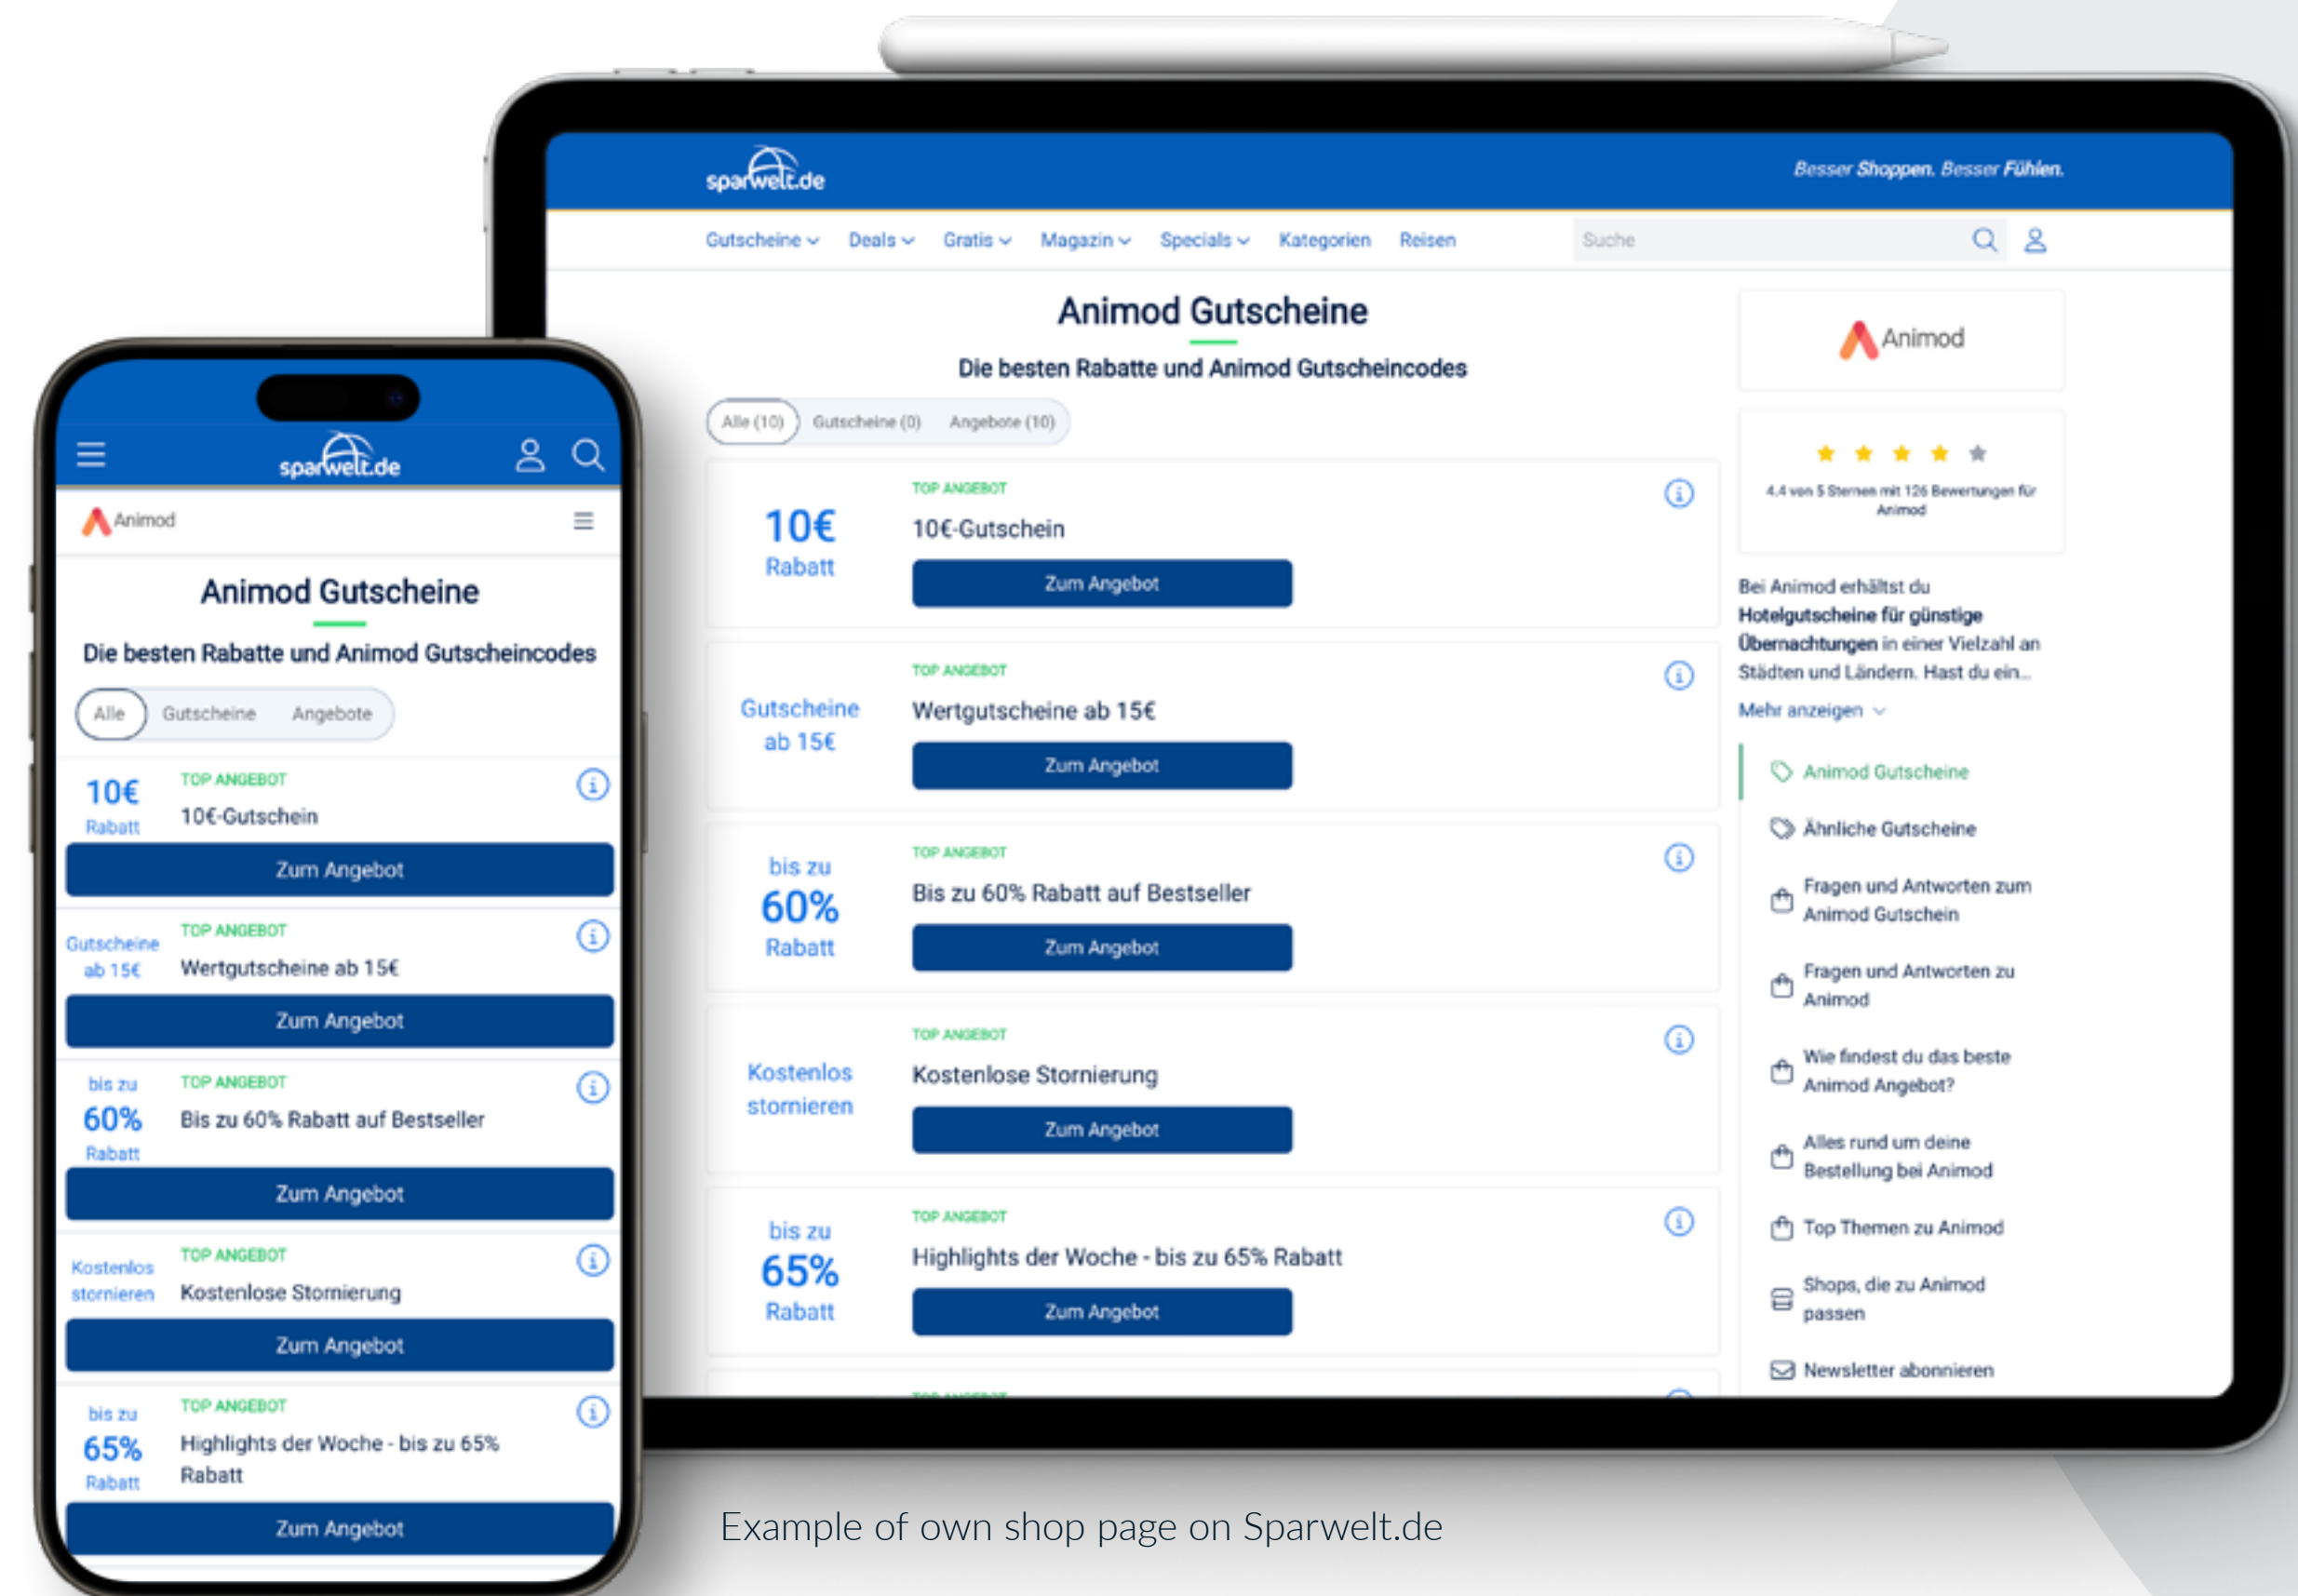 sparwelt.de
Besser Shoppen. Besser Fühlen.
Gutscheine Deals Gratis Magazin Specials Kategorien Reisen Suche
Animod Gutscheine
Die besten Rabatte und Animod Gutscheincodes
Alle (10) Gutscheine (0) Angebote (10)
10€
Rabatt
TOP ANGEBOT
10€-Gutschein
Zum Angebot
Gutscheine
ab 15€
TOP ANGEBOT
Wertgutscheine ab 15€
Zum Angebot
bis zu
60%
Rabatt
TOP ANGEBOT
Bis zu 60% Rabatt auf Bestseller
Zum Angebot
Kostenlos
stornieren
TOP ANGEBOT
Kostenlose Stornierung
Zum Angebot
bis zu
65%
Rabatt
TOP ANGEBOT
Highlights der Woche - bis zu 65% Rabatt
Zum Angebot
TOP ANGEBOT
Animod
4.4 von 5 Sternen mit 126 Bewertungen für
Animod
Bei Animod erhältst du
Hotelgutscheine für günstige
Übernachtungen in einer Vielzahl an
Städten und Ländern. Hast du ein...
Mehr anzeigen
Animod Gutscheine
Ähnliche Gutscheine
Fragen und Antworten zum
Animod Gutschein
Fragen und Antworten zu
Animod
Wie findest du das beste
Animod Angebot?
Alles rund um deine
Bestellung bei Animod
Top Themen zu Animod
Shops, die zu Animod
passen
Newsletter abonnieren
sparwelt.de
Animod
Animod Gutscheine
Die besten Rabatte und Animod Gutscheincodes
Alle Gutscheine Angebote
10€
Rabatt
TOP ANGEBOT
10€-Gutschein
Zum Angebot
Gutscheine
ab 15€
TOP ANGEBOT
Wertgutscheine ab 15€
Zum Angebot
bis zu
60%
Rabatt
TOP ANGEBOT
Bis zu 60% Rabatt auf Bestseller
Zum Angebot
Kostenlos
stornieren
TOP ANGEBOT
Kostenlose Stornierung
Zum Angebot
bis zu
65%
Rabatt
TOP ANGEBOT
Highlights der Woche - bis zu 65%
Rabatt
Zum Angebot
Example of own shop page on Sparwelt.de